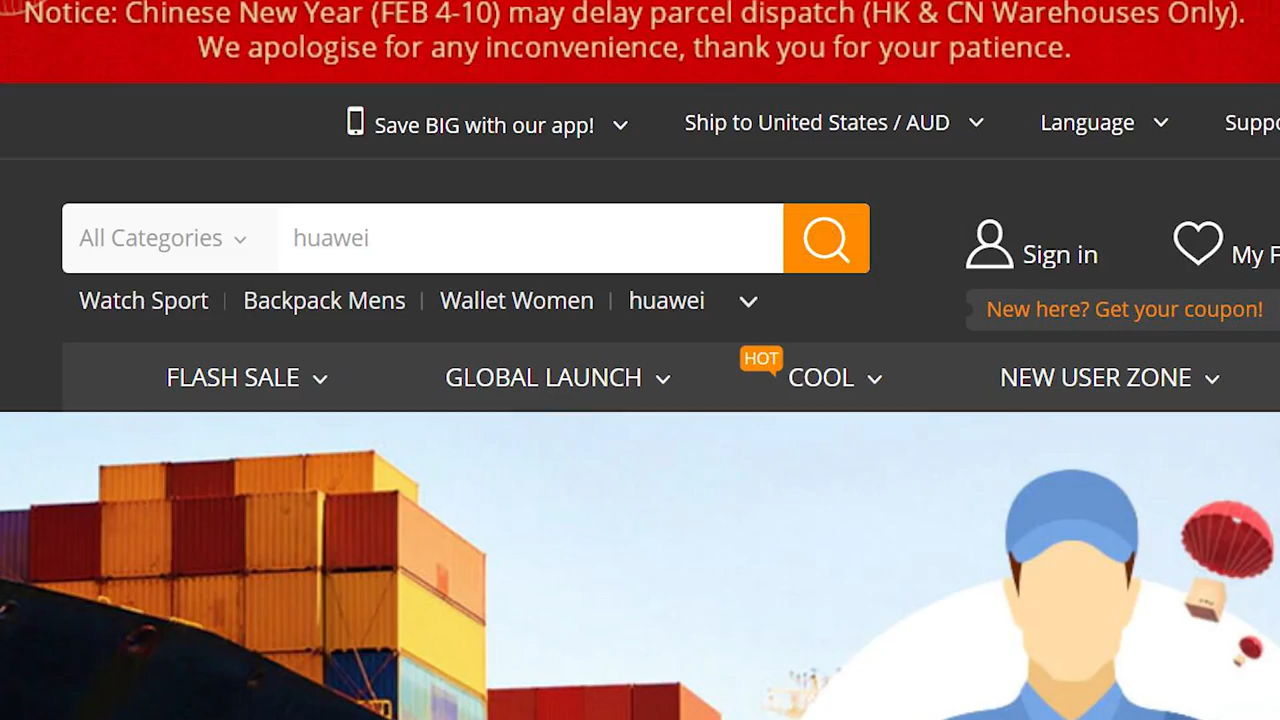 Notice: Chinese New Year (FEB 4-10) may delay parcel dispatch (HK & CN Warehouses Only).
We apologise for any inconvenience, thank you for your patience.
Save BIG with our app! Ship to United States / AUD Language
All Categories huawei
Sign in My
Watch Sport Backpack Mens Wallet Women huawei
New here? Get your coupon!
HOT
FLASH SALE GLOBAL LAUNCH COOL NEW USER ZONE